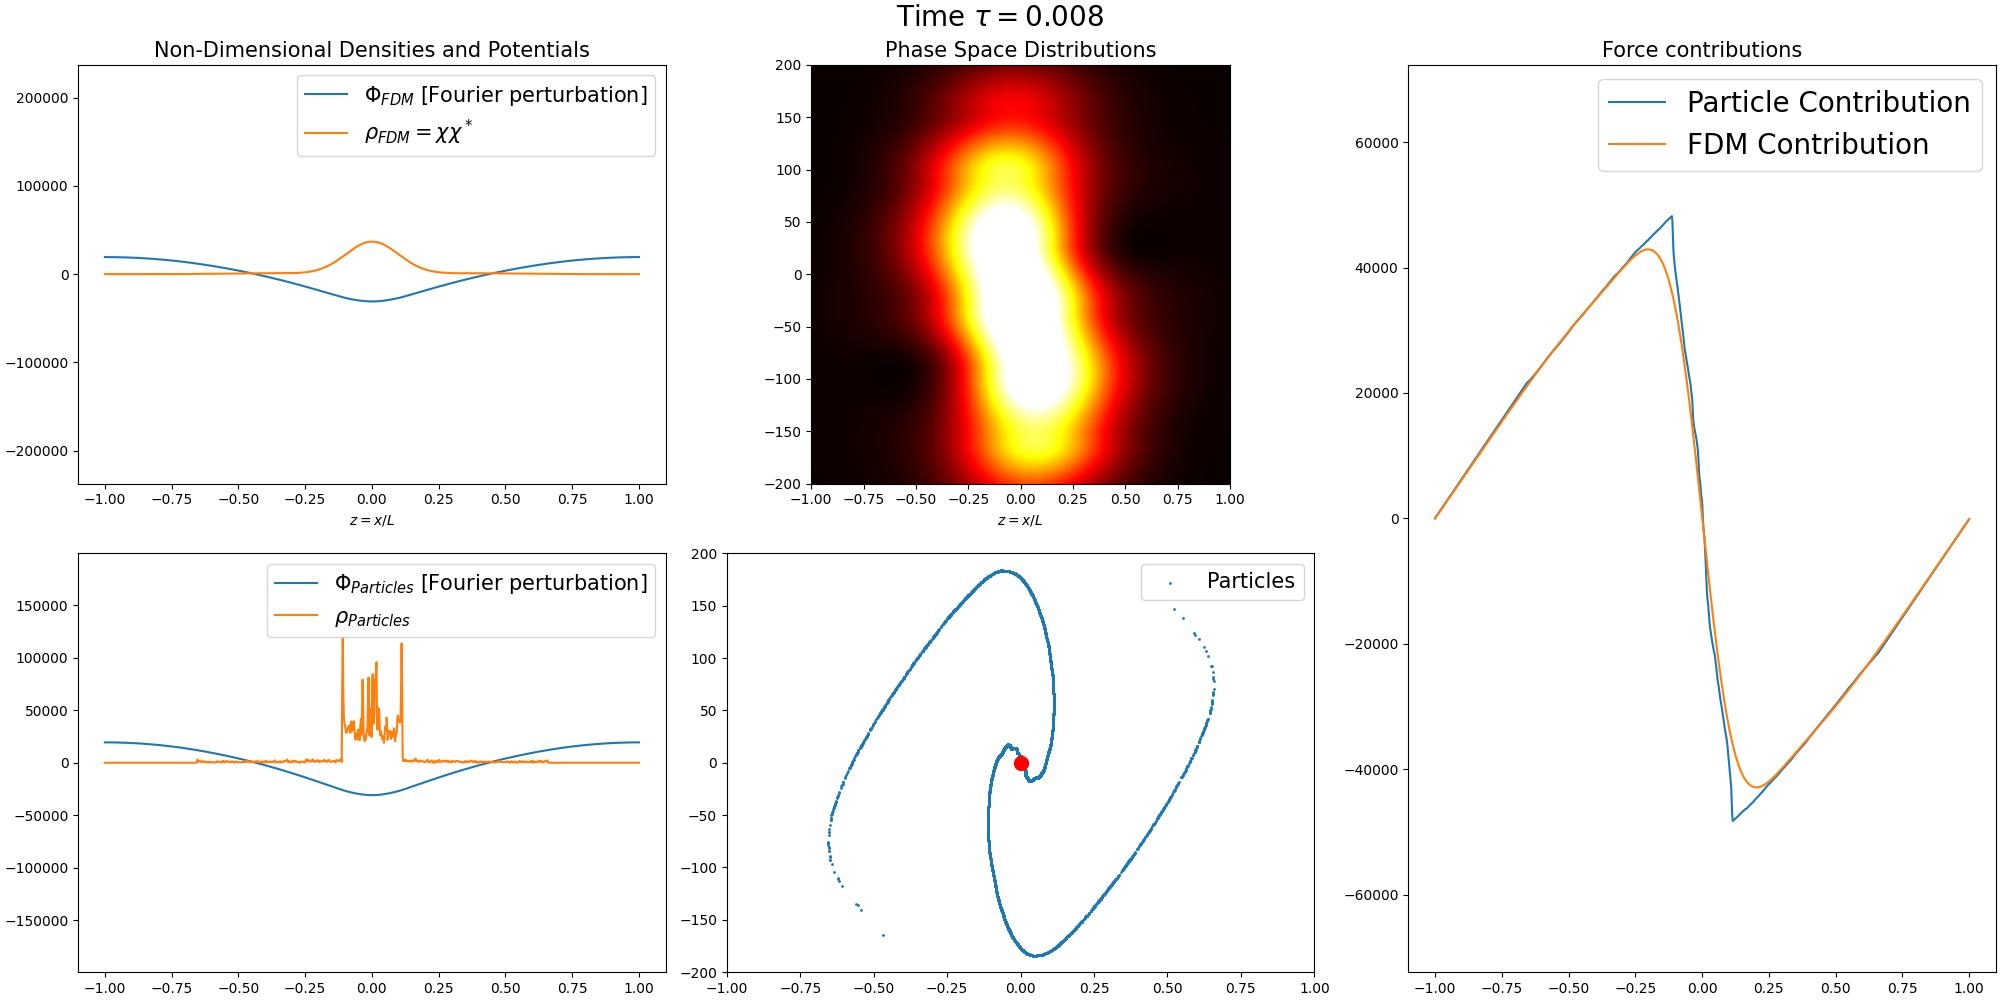 Time τ = 0.008
Non-Dimensional Densities and Potentials
Φ_FDM [Fourier perturbation]
ρ_FDM = χχ*
200000
100000
0
−100000
−200000
−1.00 −0.75 −0.50 −0.25 0.00 0.25 0.50 0.75 1.00
z = x/L
Phase Space Distributions
200
150
100
50
0
−50
−100
−150
−200
−1.00 −0.75 −0.50 −0.25 0.00 0.25 0.50 0.75 1.00
z = x/L
Force contributions
Particle Contribution
FDM Contribution
60000
40000
20000
0
−20000
−40000
−60000
−1.00 −0.75 −0.50 −0.25 0.00 0.25 0.50 0.75 1.00
Φ_Particles [Fourier perturbation]
ρ_Particles
150000
100000
50000
0
−50000
−100000
−150000
−1.00 −0.75 −0.50 −0.25 0.00 0.25 0.50 0.75 1.00
Particles
200
150
100
50
0
−50
−100
−150
−200
−1.00 −0.75 −0.50 −0.25 0.00 0.25 0.50 0.75 1.00